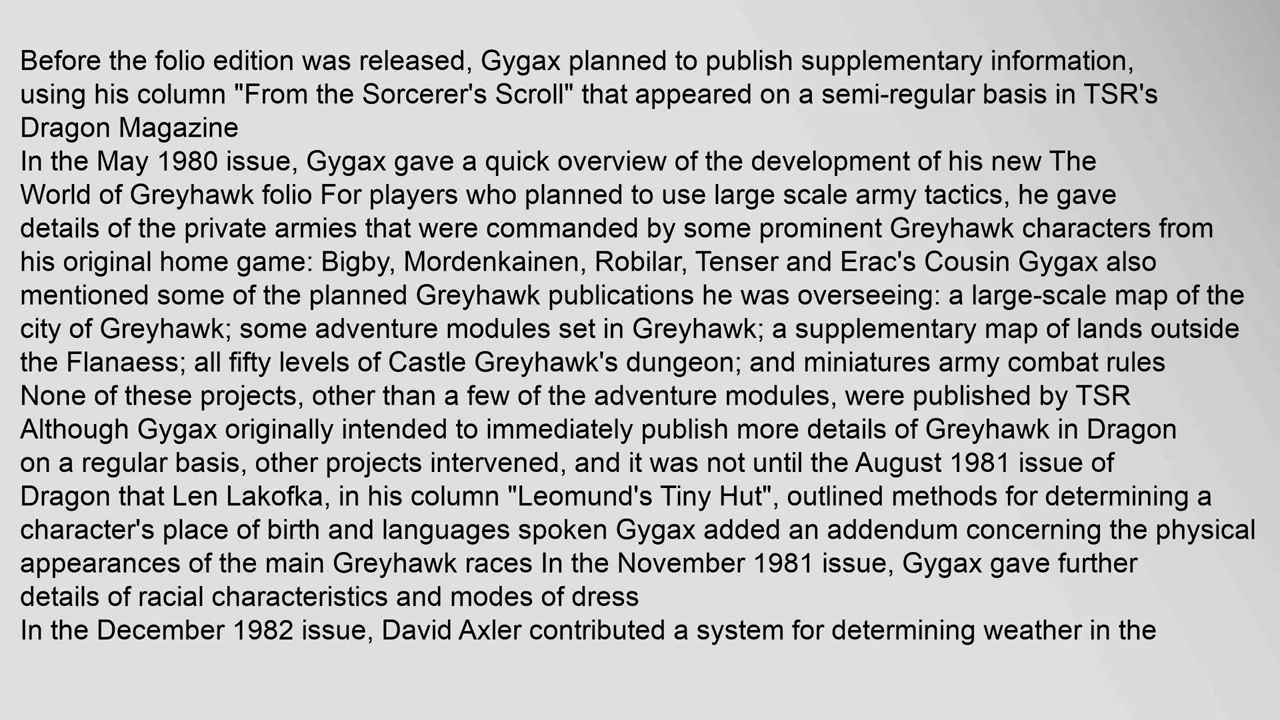 Before the folio edition was released, Gygax planned to publish supplementary information,
using his column "From the Sorcerer's Scroll" that appeared on a semi-regular basis in TSR's
Dragon Magazine
In the May 1980 issue, Gygax gave a quick overview of the development of his new The
World of Greyhawk folio For players who planned to use large scale army tactics, he gave
details of the private armies that were commanded by some prominent Greyhawk characters from
his original home game: Bigby, Mordenkainen, Robilar, Tenser and Erac's Cousin Gygax also
mentioned some of the planned Greyhawk publications he was overseeing: a large-scale map of the
city of Greyhawk; some adventure modules set in Greyhawk; a supplementary map of lands outside
the Flanaess; all fifty levels of Castle Greyhawk's dungeon; and miniatures army combat rules
None of these projects, other than a few of the adventure modules, were published by TSR
Although Gygax originally intended to immediately publish more details of Greyhawk in Dragon
on a regular basis, other projects intervened, and it was not until the August 1981 issue of
Dragon that Len Lakofka, in his column "Leomund's Tiny Hut", outlined methods for determining a
character's place of birth and languages spoken Gygax added an addendum concerning the physical
appearances of the main Greyhawk races In the November 1981 issue, Gygax gave further
details of racial characteristics and modes of dress
In the December 1982 issue, David Axler contributed a system for determining weather in the